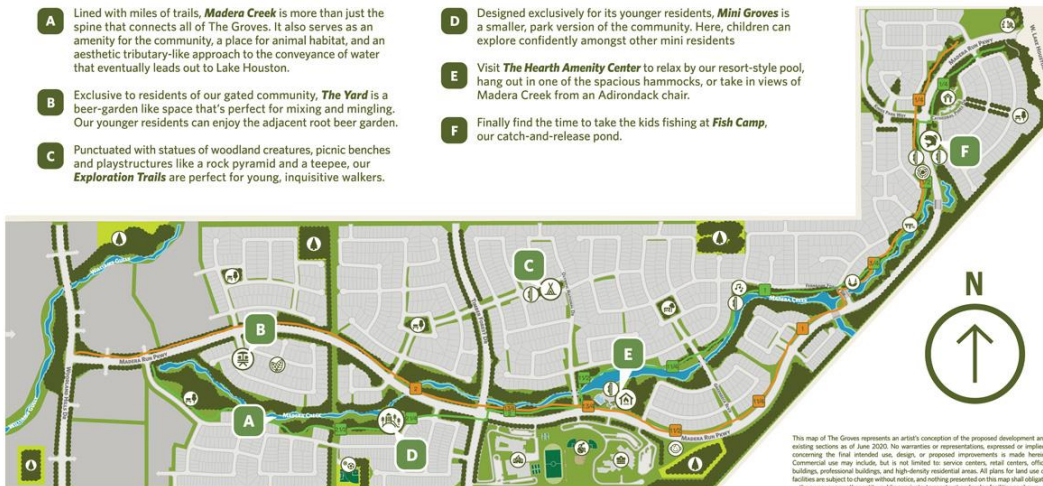 A
Lined with miles of trails, Madera Creek is more than just the
spine that connects all of The Groves. It also serves as an
amenity for the community, a place for animal habitat, and an
aesthetic tributary-like approach to the conveyance of water
that eventually leads out to Lake Houston.
B
Exclusive to residents of our gated community, The Yard is a
beer-garden like space that's perfect for mixing and mingling.
Our younger residents can enjoy the adjacent root beer garden.
C
Punctuated with statues of woodland creatures, picnic benches
and playstructures like a rock pyramid and a teepee, our
Exploration Trails are perfect for young, inquisitive walkers.
D
Designed exclusively for its younger residents, Mini Groves is
a smaller, park version of the community. Here, children can
explore confidently amongst other mini residents
E
Visit The Hearth Amenity Center to relax by our resort-style pool,
hang out in one of the spacious hammocks, or take in views of
Madera Creek from an Adirondack chair.
F
Finally find the time to take the kids fishing at Fish Camp,
our catch-and-release pond.
MADERA RUN PKWY
W. LAKE
F
WILLIAMS GULLY
C
N
B
MADERA CREEK
MADERA RUN PKWY
WOODLAND HILLS DR
E
2
1
1
A
MADERA CREEK
D
MADERA RUN PKWY
This map of The Groves represents an artist's conception of the proposed development an
existing sections as of June 2020. No warranties or representations, expressed or implied
concerning the final intended use, design, or proposed improvements is made herein
Commercial use may include, but is not limited to: service centers, retail centers, offic
buildings, professional buildings, and high-density residential areas. All plans for land use o
facilities are subject to change without notice, and nothing presented on this map shall obligat